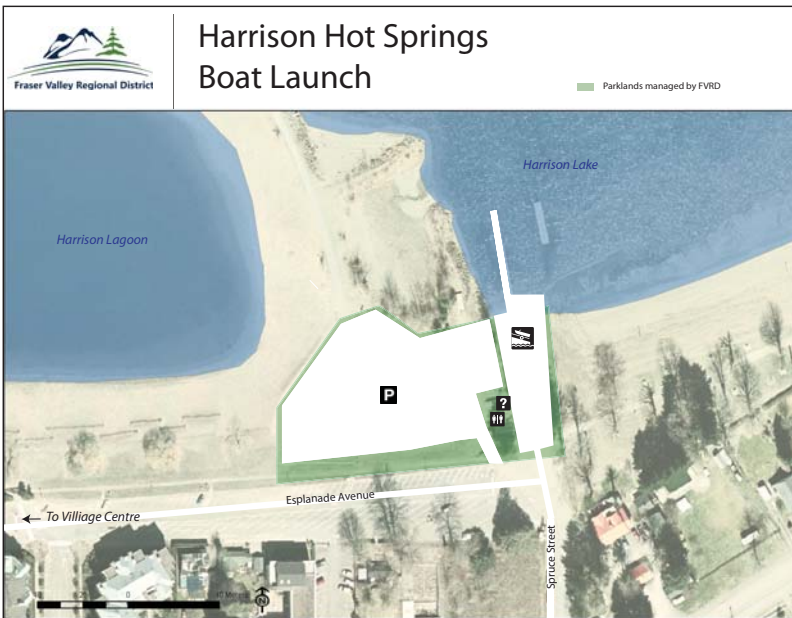 Harrison Hot Springs
Boat Launch
Fraser Valley Regional District
Parklands managed by FVRD
Harrison Lake
Harrison Lagoon
P
?
Esplanade Avenue
← To Villiage Centre
Spruce Street
0
N